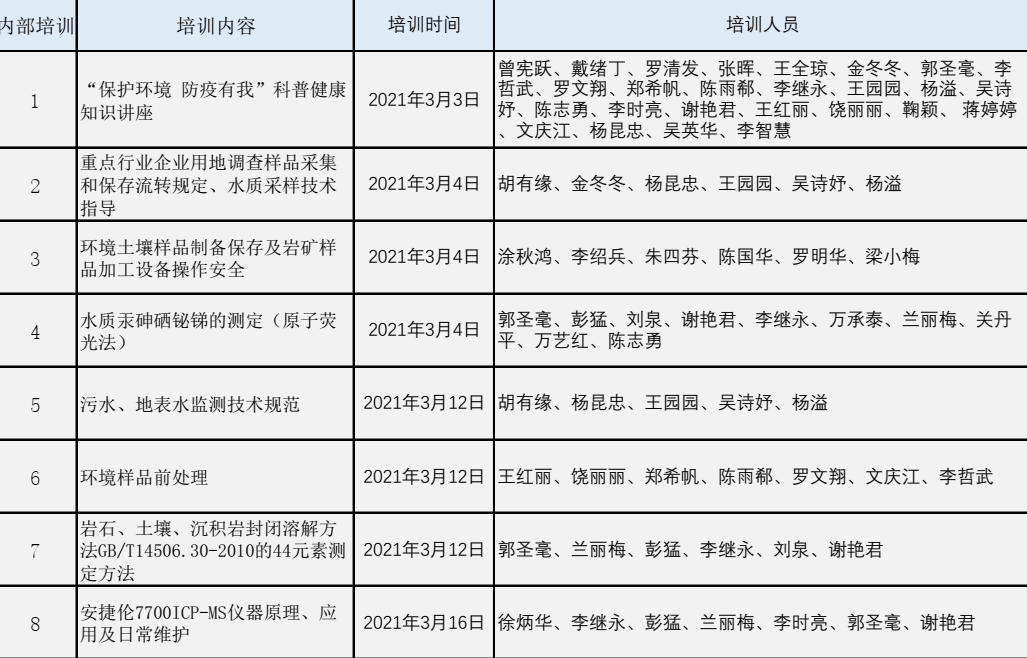 内部培训 培训内容 培训时间 培训人员
1
“保护环境 防疫有我”科普健康
知识讲座
2021年3月3日
曾宪跃、戴绪丁、罗清发、张晖、王全琼、金冬冬、郭圣毫、李
哲武、罗文翔、郑希帆、陈雨郗、李继永、王园园、杨溢、吴诗
妤、陈志勇、李时亮、谢艳君、王红丽、饶丽丽、鞠颖、 蒋婷婷
、文庆江、杨昆忠、吴英华、李智慧
2
重点行业企业用地调查样品采集
和保存流转规定、水质采样技术
指导
2021年3月4日
胡有缘、金冬冬、杨昆忠、王园园、吴诗妤、杨溢
3
环境土壤样品制备保存及岩矿样
品加工设备操作安全
2021年3月4日
涂秋鸿、李绍兵、朱四芬、陈国华、罗明华、梁小梅
4
水质汞砷硒铋锑的测定（原子荧
光法）
2021年3月4日
郭圣毫、彭猛、刘泉、谢艳君、李继永、万承泰、兰丽梅、关丹
平、万艺红、陈志勇
5
污水、地表水监测技术规范
2021年3月12日
胡有缘、杨昆忠、王园园、吴诗妤、杨溢
6
环境样品前处理
2021年3月12日
王红丽、饶丽丽、郑希帆、陈雨郗、罗文翔、文庆江、李哲武
7
岩石、土壤、沉积岩封闭溶解方
法GB/T14506.30-2010的44元素测
定方法
2021年3月12日
郭圣毫、兰丽梅、彭猛、李继永、刘泉、谢艳君
8
安捷伦7700ICP-MS仪器原理、应
用及日常维护
2021年3月16日
徐炳华、李继永、彭猛、兰丽梅、李时亮、郭圣毫、谢艳君